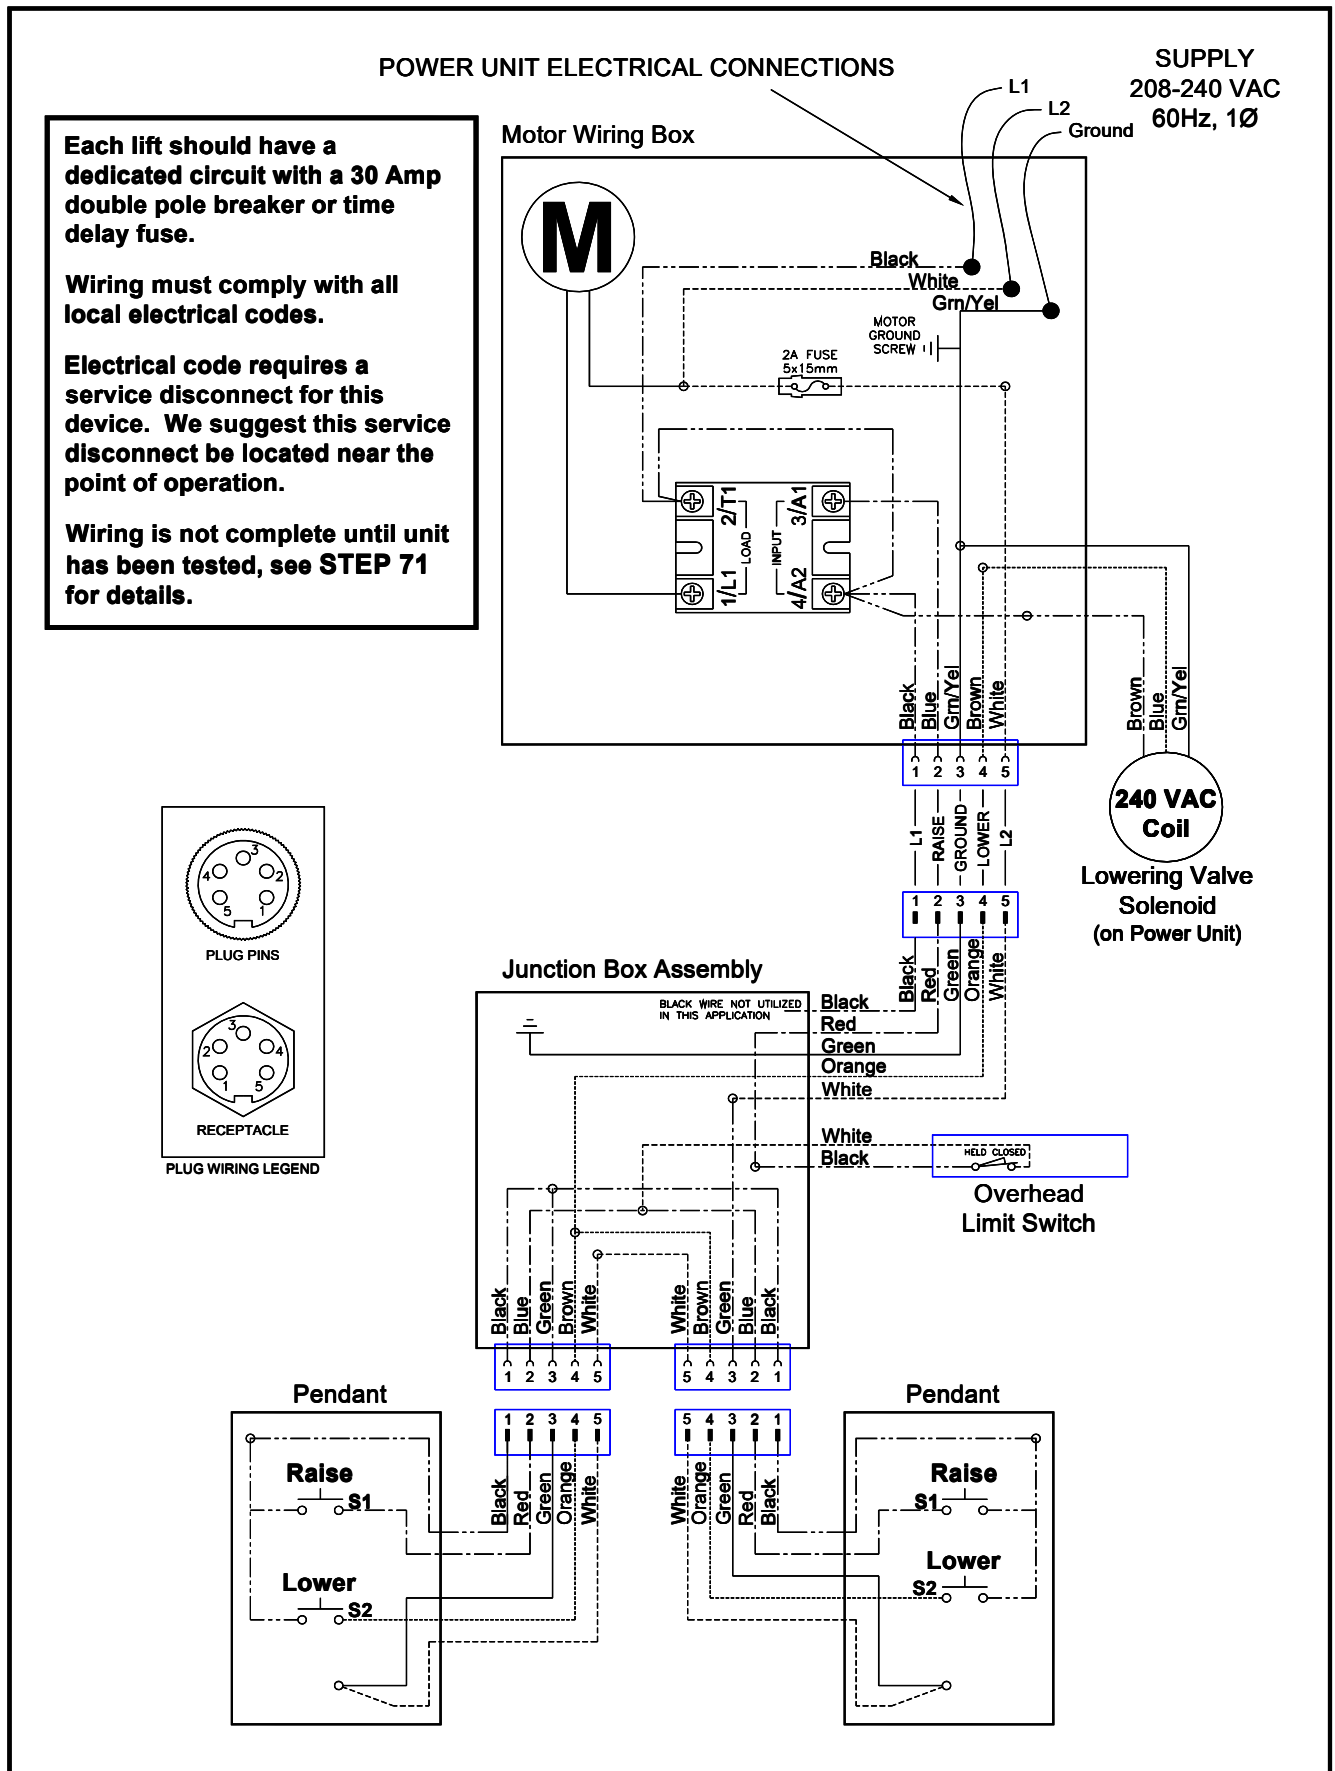 POWER UNIT ELECTRICAL CONNECTIONS
SUPPLY
208-240 VAC
60Hz, 1Ø
L1
L2
Ground
Each lift should have a
dedicated circuit with a 30 Amp
double pole breaker or time
delay fuse.
Wiring must comply with all
local electrical codes.
Electrical code requires a
service disconnect for this
device. We suggest this service
disconnect be located near the
point of operation.
Wiring is not complete until unit
has been tested, see STEP 71
for details.
Motor Wiring Box
M
Black
White
Grn/Yel
MOTOR
GROUND
SCREW
2A FUSE
5x15mm
2/T1
LOAD
INPUT
3/A1
1/L1
4/A2
Black
Blue
Grn/Yel
Brown
White
Brown
Blue
Grn/Yel
1 2 3 4 5
240 VAC
Coil
Lowering Valve
Solenoid
(on Power Unit)
L1
RAISE
GROUND
LOWER
L2
1 2 3 4 5
Black
Red
Green
Orange
White
3
4 2
5 1
PLUG PINS
3
2 4
1 5
RECEPTACLE
PLUG WIRING LEGEND
Junction Box Assembly
BLACK WIRE NOT UTILIZED
IN THIS APPLICATION
Black
Red
Green
Orange
White
White
Black
HELD CLOSED
Overhead
Limit Switch
Black
Blue
Green
Brown
White
White
Brown
Green
Blue
Black
1 2 3 4 5
5 4 3 2 1
Pendant
Pendant
1 2 3 4 5
5 4 3 2 1
Black
Red
Green
Orange
White
White
Orange
Green
Red
Black
Raise
S1
Lower
S2
Raise
S1
Lower
S2